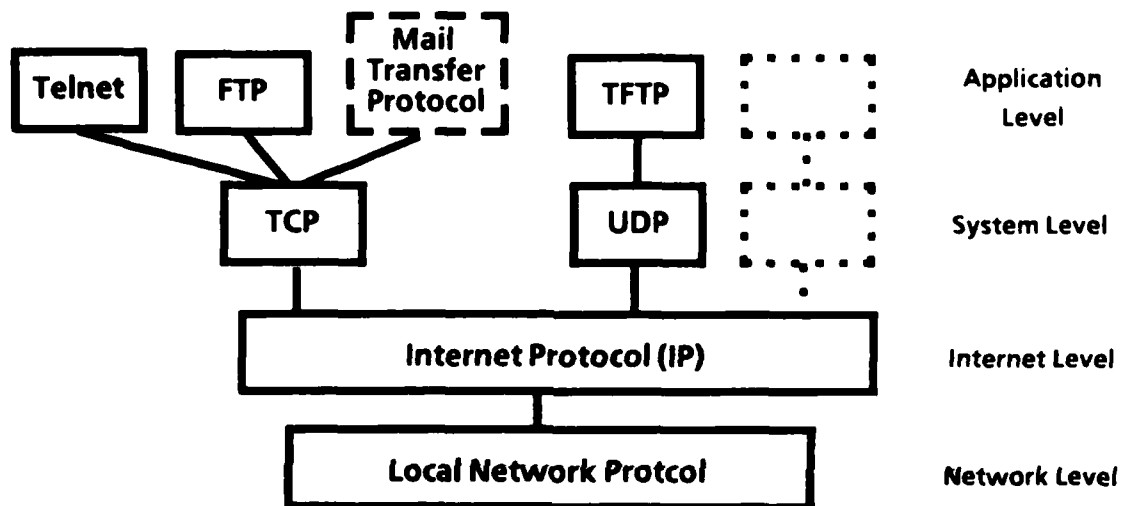 Telnet
FTP
Mail
Transfer
Protocol
TFTP
Application
Level
TCP
UDP
System Level
Internet Protocol (IP)
Internet Level
Local Network Protcol
Network Level